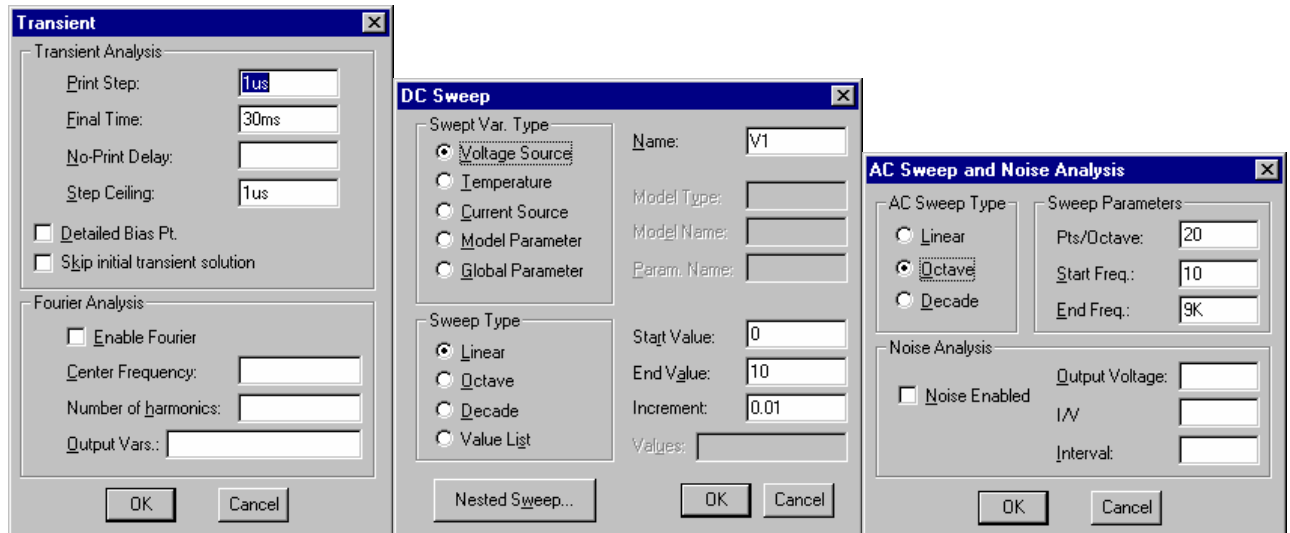 Transient
Transient Analysis
Print Step: 1us
Final Time: 30ms
No-Print Delay:
Step Ceiling: 1us
Detailed Bias Pt.
Skip initial transient solution
Fourier Analysis
Enable Fourier
Center Frequency:
Number of harmonics:
Output Vars.:
OK Cancel
DC Sweep
Swept Var. Type
Voltage Source
Temperature
Current Source
Model Parameter
Global Parameter
Name: V1
Model Type:
Model Name:
Param. Name:
Sweep Type
Linear
Octave
Decade
Value List
Start Value: 0
End Value: 10
Increment: 0.01
Values:
Nested Sweep... OK Cancel
AC Sweep and Noise Analysis
AC Sweep Type
Linear
Octave
Decade
Sweep Parameters
Pts/Octave: 20
Start Freq.: 10
End Freq.: 9K
Noise Analysis
Noise Enabled
Output Voltage:
I/V
Interval:
OK Cancel